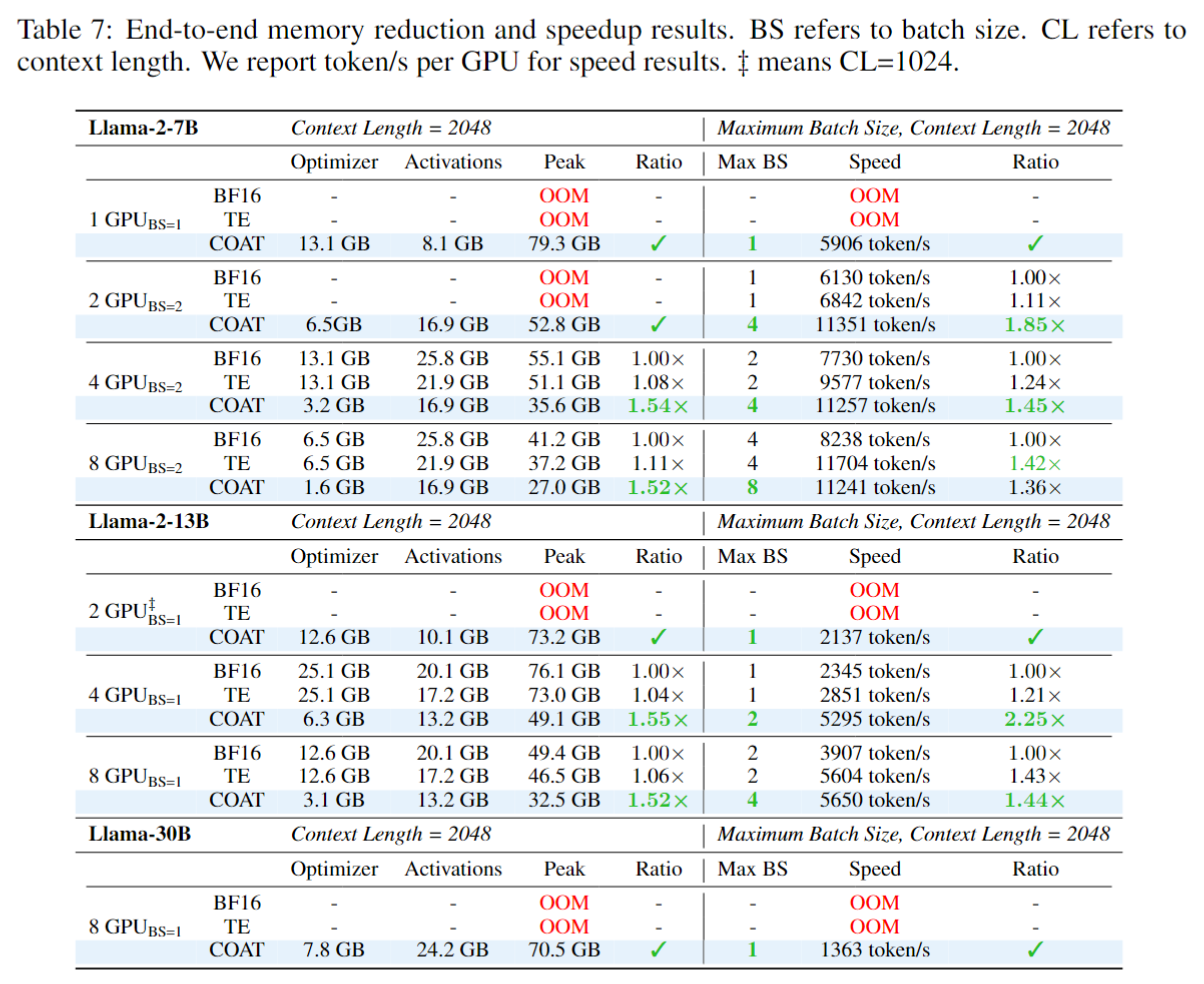 Table 7: End-to-end memory reduction and speedup results. BS refers to batch size. CL refers to
context length. We report token/s per GPU for speed results. ‡ means CL=1024.
Llama-2-7B Context Length = 2048 Maximum Batch Size, Context Length = 2048
Optimizer Activations Peak Ratio Max BS Speed Ratio
BF16 - - OOM - - OOM -
1 GPU BS=1 TE - - OOM - - OOM -
COAT 13.1 GB 8.1 GB 79.3 GB ✓ 1 5906 token/s ✓
BF16 - - OOM - 1 6130 token/s 1.00×
2 GPU BS=2 TE - - OOM - 1 6842 token/s 1.11×
COAT 6.5GB 16.9 GB 52.8 GB ✓ 4 11351 token/s 1.85×
BF16 13.1 GB 25.8 GB 55.1 GB 1.00× 2 7730 token/s 1.00×
4 GPU BS=2 TE 13.1 GB 21.9 GB 51.1 GB 1.08× 2 9577 token/s 1.24×
COAT 3.2 GB 16.9 GB 35.6 GB 1.54× 4 11257 token/s 1.45×
BF16 6.5 GB 25.8 GB 41.2 GB 1.00× 4 8238 token/s 1.00×
8 GPU BS=2 TE 6.5 GB 21.9 GB 37.2 GB 1.11× 4 11704 token/s 1.42×
COAT 1.6 GB 16.9 GB 27.0 GB 1.52× 8 11241 token/s 1.36×
Llama-2-13B Context Length = 2048 Maximum Batch Size, Context Length = 2048
Optimizer Activations Peak Ratio Max BS Speed Ratio
BF16 - - OOM - - OOM -
2 GPU‡ BS=1 TE - - OOM - - OOM -
COAT 12.6 GB 10.1 GB 73.2 GB ✓ 1 2137 token/s ✓
BF16 25.1 GB 20.1 GB 76.1 GB 1.00× 1 2345 token/s 1.00×
4 GPU BS=1 TE 25.1 GB 17.2 GB 73.0 GB 1.04× 1 2851 token/s 1.21×
COAT 6.3 GB 13.2 GB 49.1 GB 1.55× 2 5295 token/s 2.25×
BF16 12.6 GB 20.1 GB 49.4 GB 1.00× 2 3907 token/s 1.00×
8 GPU BS=1 TE 12.6 GB 17.2 GB 46.5 GB 1.06× 2 5604 token/s 1.43×
COAT 3.1 GB 13.2 GB 32.5 GB 1.52× 4 5650 token/s 1.44×
Llama-30B Context Length = 2048 Maximum Batch Size, Context Length = 2048
Optimizer Activations Peak Ratio Max BS Speed Ratio
BF16 - - OOM - - OOM -
8 GPU BS=1 TE - - OOM - - OOM -
COAT 7.8 GB 24.2 GB 70.5 GB ✓ 1 1363 token/s ✓